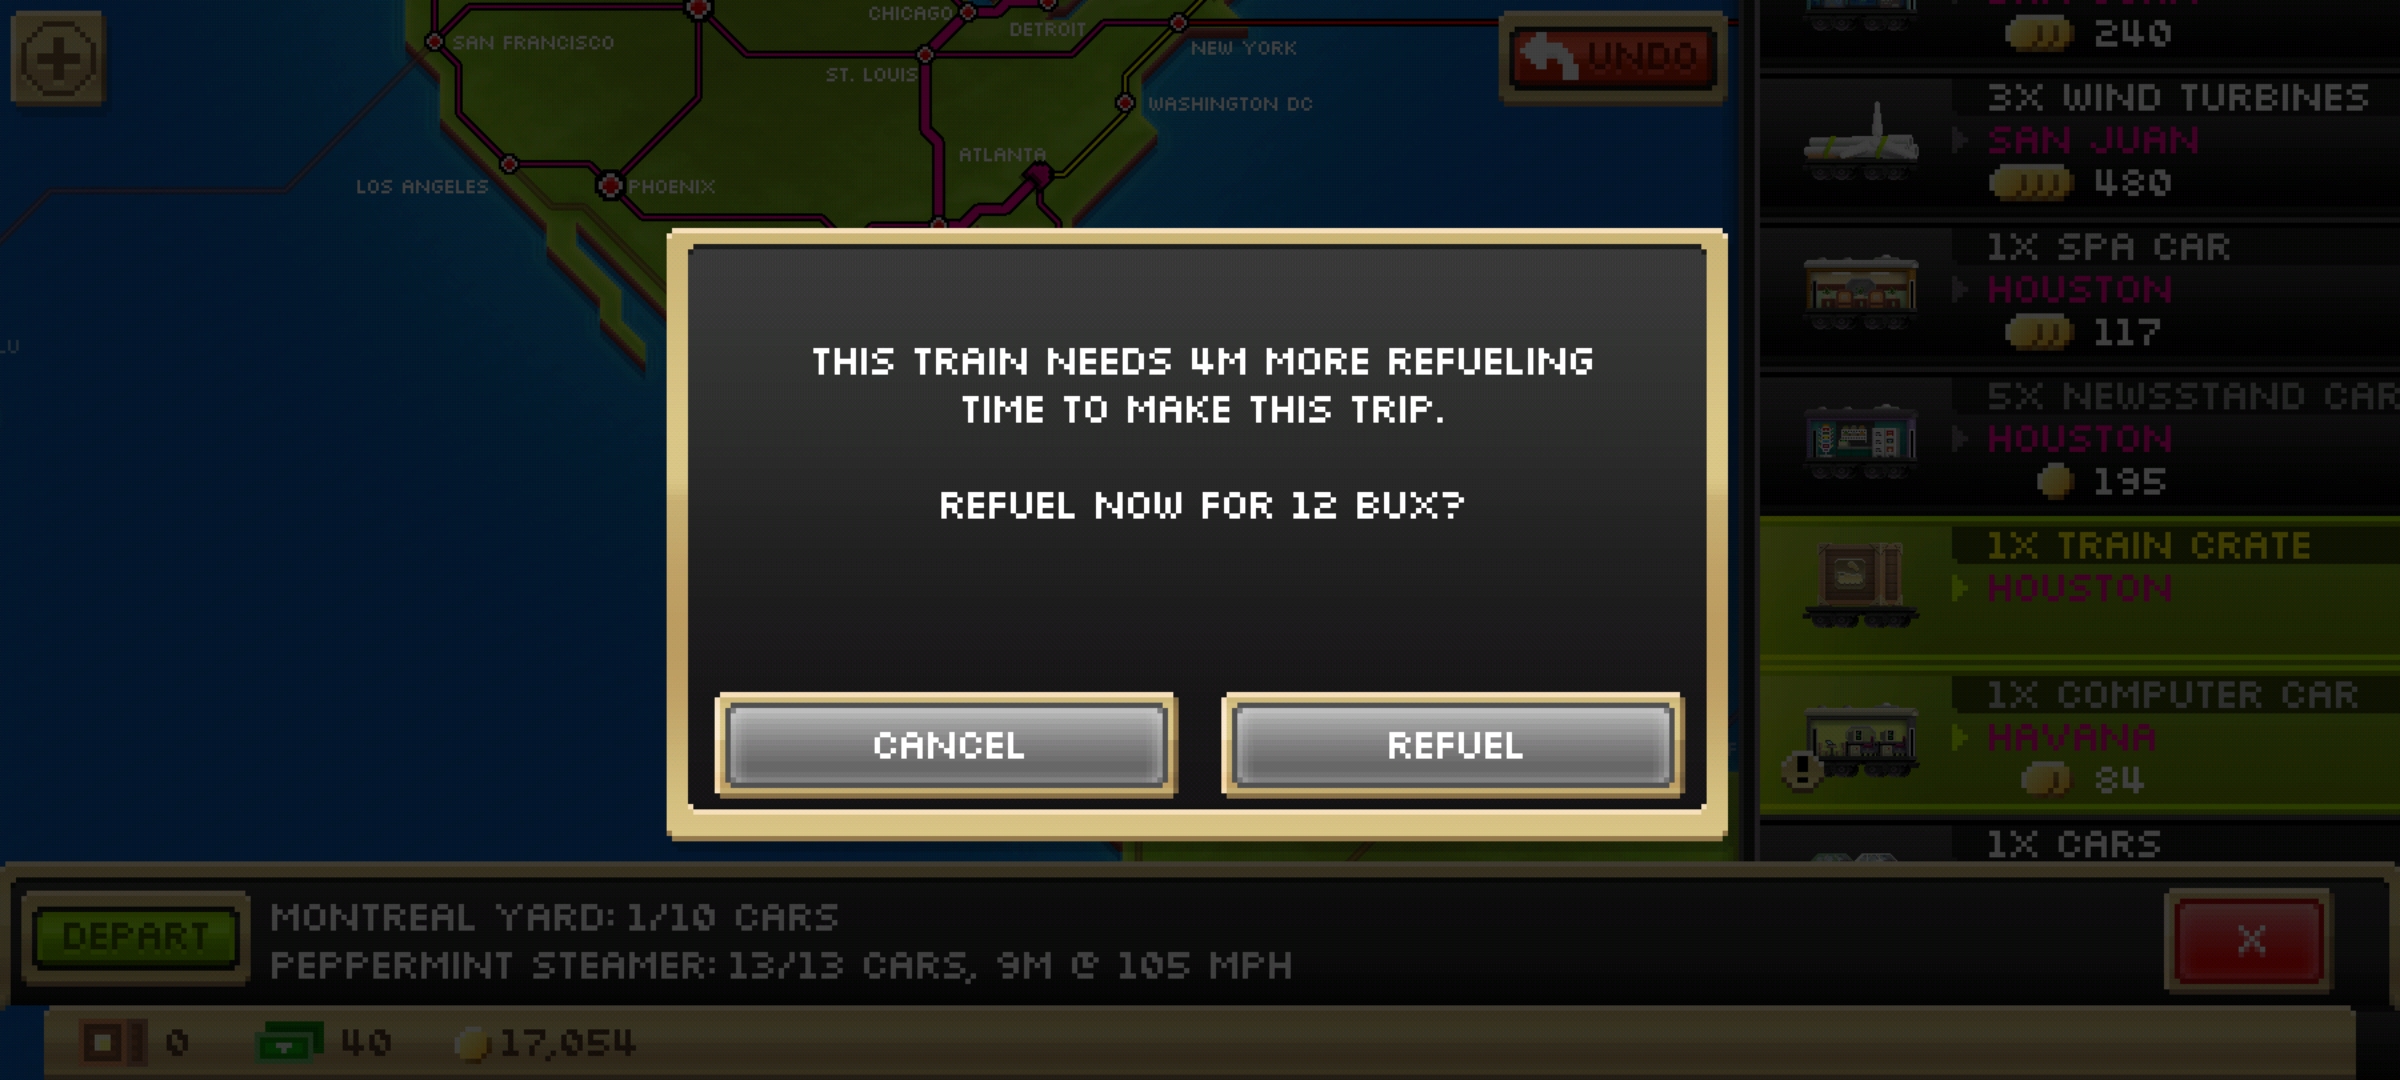 CHICAGO
DETROIT
SAN FRANCISCO
NEW YORK
ST. LOUIS
WASHINGTON DC
ATLANTA
LOS ANGELES
PHOENIX
LU
UNDO
240
3X WIND TURBINES
SAN JUAN
480
1X SPA CAR
HOUSTON
117
5X NEWSSTAND CAR
HOUSTON
195
1X TRAIN CRATE
HOUSTON
1X COMPUTER CAR
HAVANA
84
1X CARS
THIS TRAIN NEEDS 4M MORE REFUELING
TIME TO MAKE THIS TRIP.
REFUEL NOW FOR 12 BUX?
CANCEL
REFUEL
DEPART
MONTREAL YARD: 1/10 CARS
PEPPERMINT STEAMER: 13/13 CARS, 9M @ 105 MPH
X
0
40
17,054